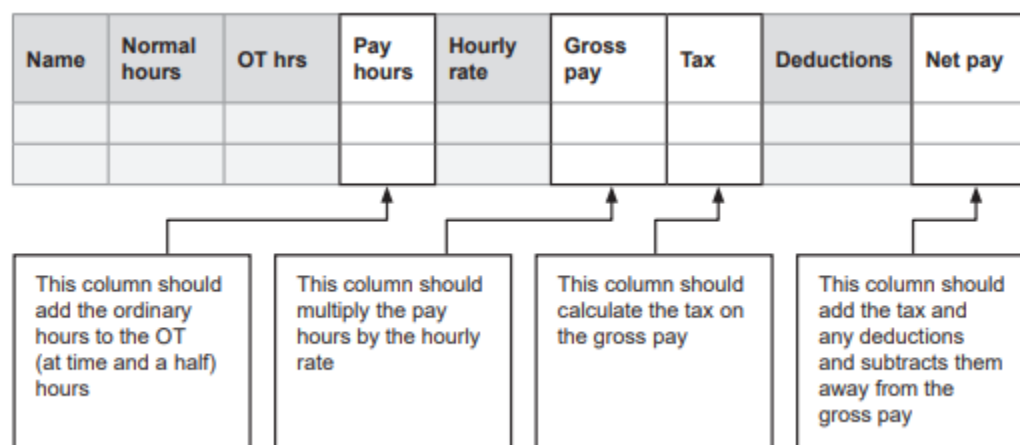 Name
Normal
hours
OT hrs
Pay
hours
Hourly
rate
Gross
pay
Tax
Deductions
Net pay
This column should
add the ordinary
hours to the OT
(at time and a half)
hours
This column should
multiply the pay
hours by the hourly
rate
This column should
calculate the tax on
the gross pay
This column should
add the tax and
any deductions
and subtracts them
away from the
gross pay